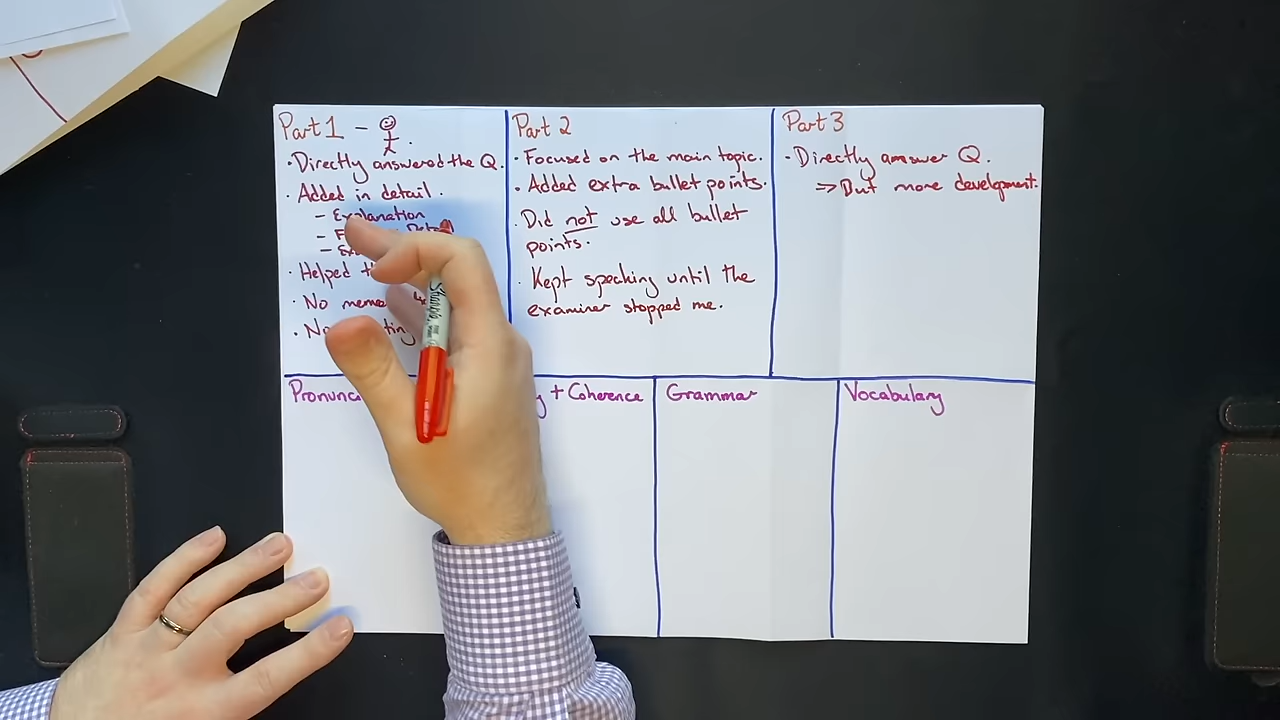 Part 1 -
· Directly answered the Q.
· Added in detail.
- Explanation
· Helped
· No
· No
Part 2
· Focused on the main topic.
· Added extra bullet points.
· Did not use all bullet
points.
· Kept speaking until the
examiner stopped me.
Part 3
· Directly answer Q.
⇒ But more development.
+ Coherence
Grammar
Vocabulary
Sharpie